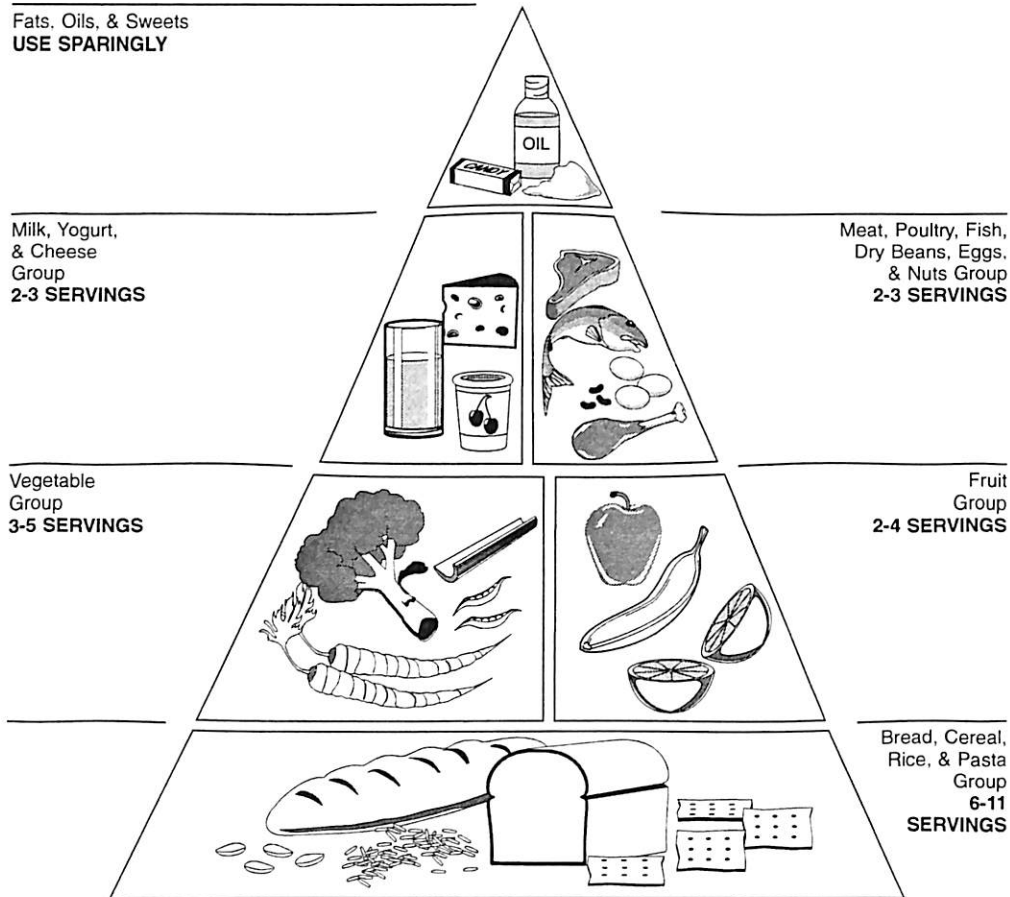 Fats, Oils, & Sweets
USE SPARINGLY
OIL
CANDY
Milk, Yogurt,
& Cheese
Group
2-3 SERVINGS
Meat, Poultry, Fish,
Dry Beans, Eggs,
& Nuts Group
2-3 SERVINGS
Vegetable
Group
3-5 SERVINGS
Fruit
Group
2-4 SERVINGS
Bread, Cereal,
Rice, & Pasta
Group
6-11
SERVINGS